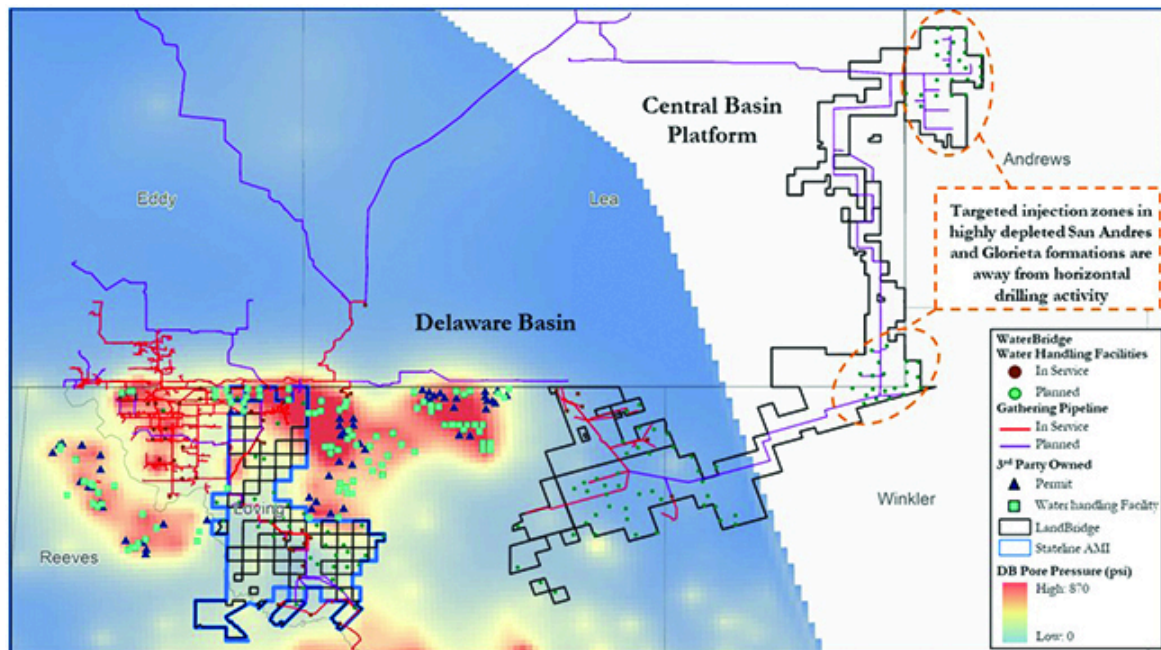 Central Basin
Platform
Andrews
Eddy
Lea
Targeted injection zones in
highly depleted San Andres
and Glorieta formations are
away from horizontal
drilling activity
Delaware Basin
WaterBridge
Water Handling Facilities
In Service
Planned
Gathering Pipeline
In Service
Planned
3rd Party Owned
Permit
Water handling Facility
LandBridge
Stateline AMI
DB Pore Pressure (psi)
High: 870
Low: 0
Winkler
Loving
Reeves